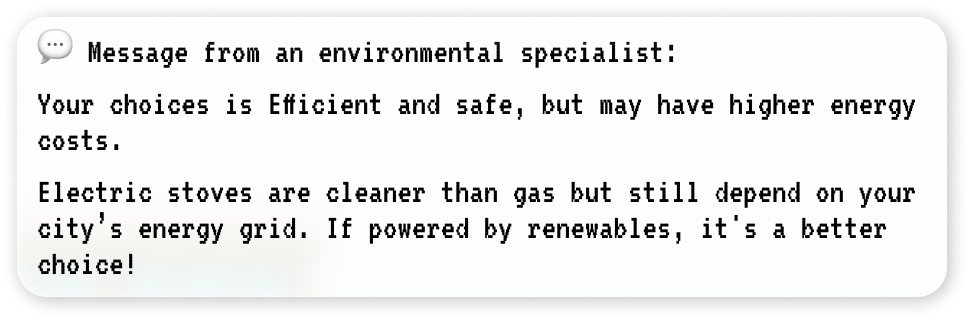 💬 Message from an environmental specialist:
Your choices is Efficient and safe, but may have higher energy
costs.
Electric stoves are cleaner than gas but still depend on your
city’s energy grid. If powered by renewables, it's a better
choice!